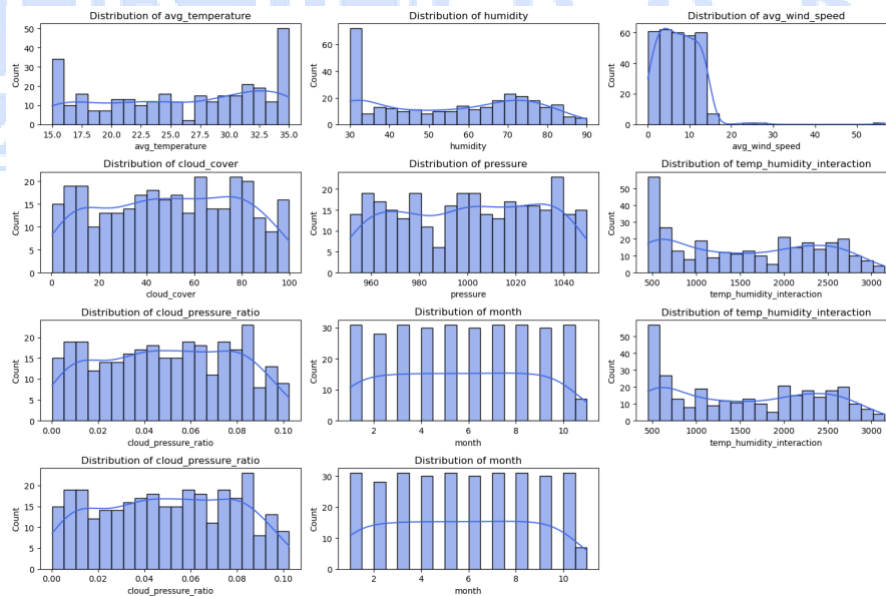 Distribution of avg_temperature
Count
50
40
30
20
10
0
15.0 17.5 20.0 22.5 25.0 27.5 30.0 32.5 35.0
avg_temperature
Distribution of humidity
Count
60
40
20
0
30 40 50 60 70 80 90
humidity
Distribution of avg_wind_speed
Count
60
40
20
0
0 10 20 30 40 50
avg_wind_speed
Distribution of cloud_cover
Count
20
15
10
5
0
0 20 40 60 80 100
cloud_cover
Distribution of pressure
Count
20
15
10
5
0
960 980 1000 1020 1040
pressure
Distribution of temp_humidity_interaction
Count
50
40
30
20
10
0
500 1000 1500 2000 2500 3000
temp_humidity_interaction
Distribution of cloud_pressure_ratio
Count
20
15
10
5
0
0.00 0.02 0.04 0.06 0.08 0.10
cloud_pressure_ratio
Distribution of month
Count
30
20
10
0
2 4 6 8 10
month
Distribution of temp_humidity_interaction
Count
50
40
30
20
10
0
500 1000 1500 2000 2500 3000
temp_humidity_interaction
Distribution of cloud_pressure_ratio
Count
20
15
10
5
0
0.00 0.02 0.04 0.06 0.08 0.10
cloud_pressure_ratio
Distribution of month
Count
30
20
10
0
2 4 6 8 10
month